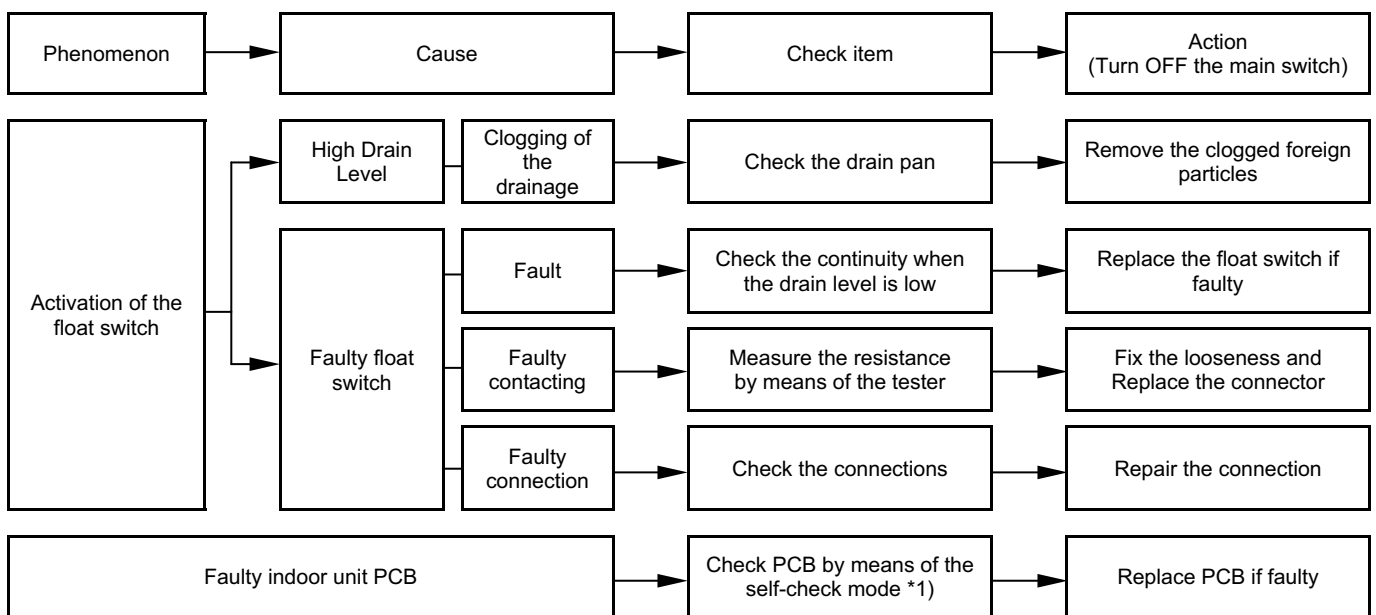 Phenomenon
Cause
Check item
Action
(Turn OFF the main switch)
Activation of the
float switch
High Drain
Level
Clogging of
the
drainage
Check the drain pan
Remove the clogged foreign
particles
Faulty float
switch
Fault
Check the continuity when
the drain level is low
Replace the float switch if
faulty
Faulty
contacting
Measure the resistance
by means of the tester
Fix the looseness and
Replace the connector
Faulty
connection
Check the connections
Repair the connection
Faulty indoor unit PCB
Check PCB by means of the
self-check mode *1)
Replace PCB if faulty